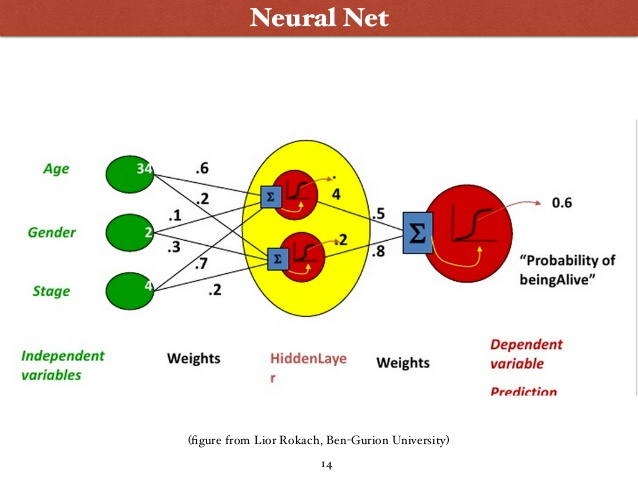 Neural Net
Age
34
.6
.2
.
4
.5
0.6
Gender
2
.1
.3
Σ
Σ
.2
Σ
.8
"Probability of
beingAlive"
Stage
4
.7
.2
Independent
variables
Weights
HiddenLaye
r
Weights
Dependent
variable
Prediction
(figure from Lior Rokach, Ben-Gurion University)
14